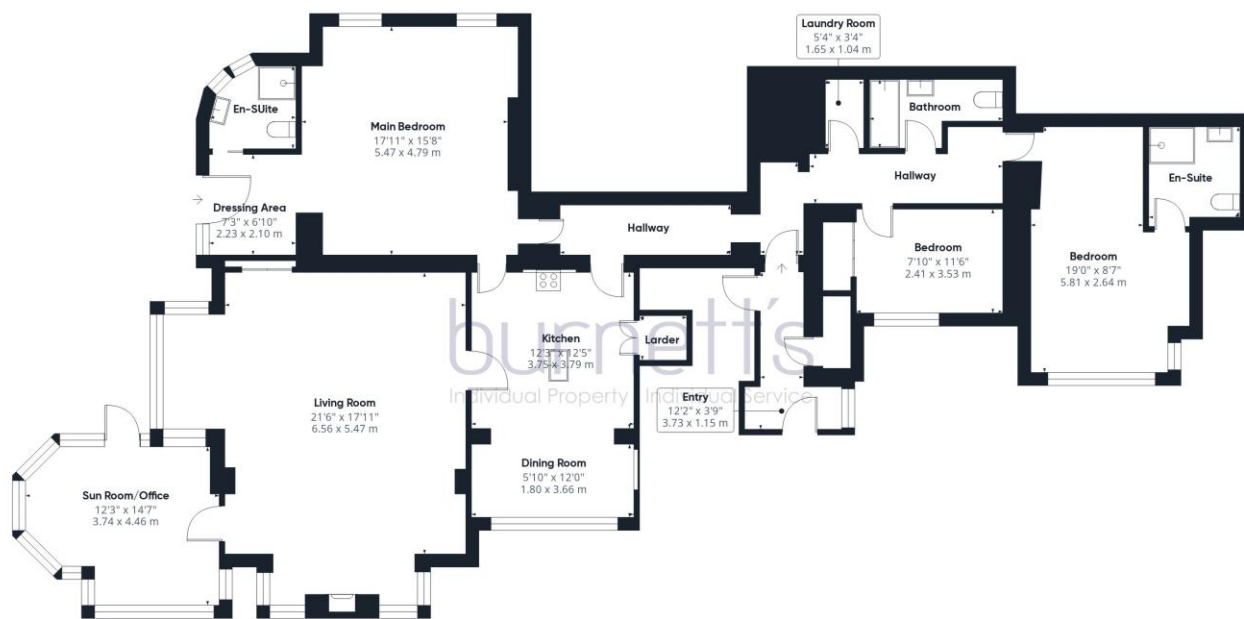 Laundry Room
5'4" x 3'4"
1.65 x 1.04 m
En-SUite
Bathroom
Main Bedroom
17'11" x 15'8"
5.47 x 4.79 m
Hallway
En-Suite
Dressing Area
7'3" x 6'10"
2.23 x 2.10 m
Hallway
Bedroom
7'10" x 11'6"
2.41 x 3.53 m
Bedroom
19'0" x 8'7"
5.81 x 2.64 m
burnett's
Individual Property | Individual Service
Kitchen
12'3" x 12'5"
3.75 x 3.79 m
Larder
Living Room
21'6" x 17'11"
6.56 x 5.47 m
Entry
12'2" x 3'9"
3.73 x 1.15 m
Dining Room
5'10" x 12'0"
1.80 x 3.66 m
Sun Room/Office
12'3" x 14'7"
3.74 x 4.46 m